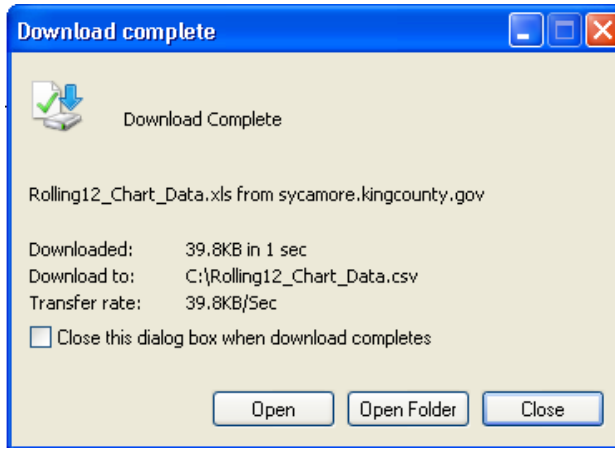 Download complete
Download Complete
Rolling12_Chart_Data.xls from sycamore.kingcounty.gov
Downloaded: 39.8KB in 1 sec
Download to: C:\Rolling12_Chart_Data.csv
Transfer rate: 39.8KB/Sec
Close this dialog box when download completes
Open Open Folder Close